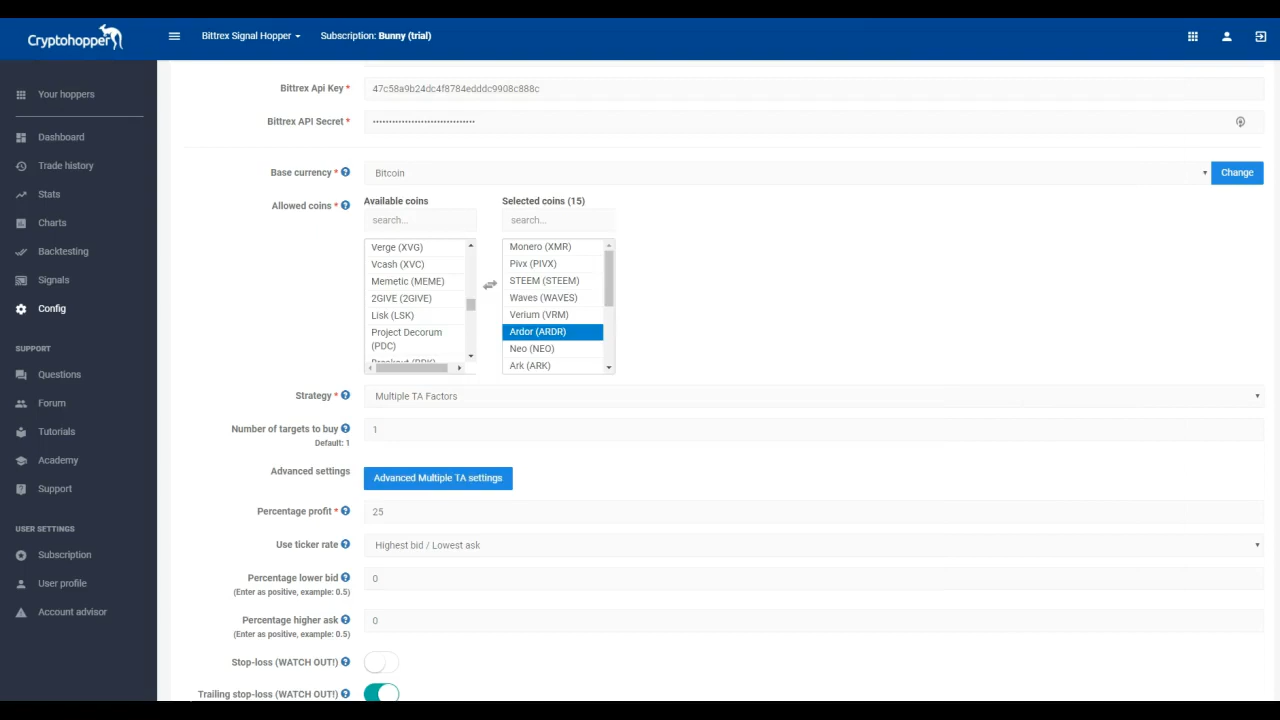 Cryptohopper
Bittrex Signal Hopper
Subscription: Bunny (trial)
Your hoppers
Dashboard
Trade history
Stats
Charts
Backtesting
Signals
Config
SUPPORT
Questions
Forum
Tutorials
Academy
Support
USER SETTINGS
Subscription
User profile
Account advisor
Bittrex Api Key *
47c58a9b24dc4f8784edddc9908c888c
Bittrex API Secret *
Base currency *
Bitcoin
Change
Allowed coins *
Available coins
search...
Verge (XVG)
Vcash (XVC)
Memetic (MEME)
2GIVE (2GIVE)
Lisk (LSK)
Project Decorum
(PDC)
Selected coins (15)
search...
Monero (XMR)
Pivx (PIVX)
STEEM (STEEM)
Waves (WAVES)
Verium (VRM)
Ardor (ARDR)
Neo (NEO)
Ark (ARK)
Strategy *
Multiple TA Factors
Number of targets to buy
Default: 1
1
Advanced settings
Advanced Multiple TA settings
Percentage profit *
25
Use ticker rate
Highest bid / Lowest ask
Percentage lower bid
(Enter as positive, example: 0.5)
0
Percentage higher ask
(Enter as positive, example: 0.5)
0
Stop-loss (WATCH OUT!)
Trailing stop-loss (WATCH OUT!)